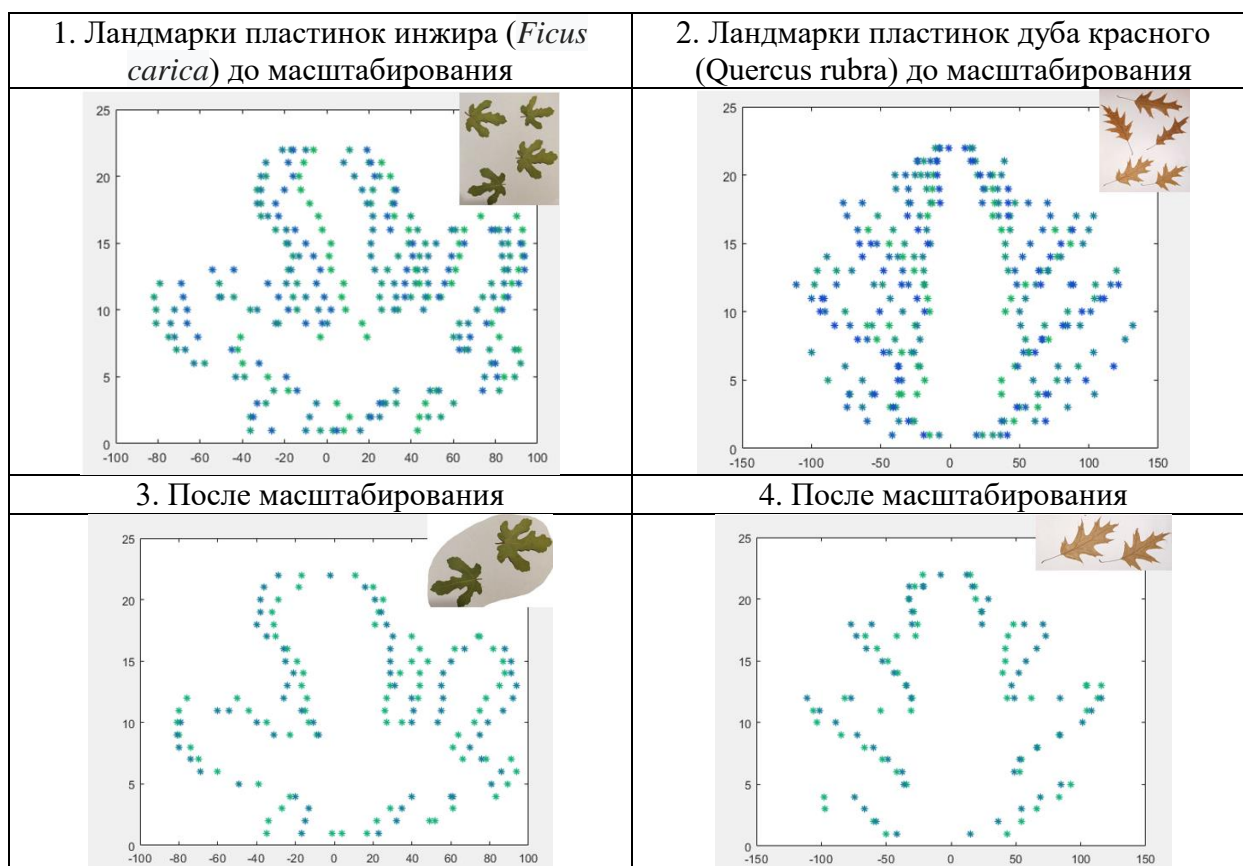 1. Ландмарки пластинок инжира (Ficus
carica) до масштабирования
2. Ландмарки пластинок дуба красного
(Quercus rubra) до масштабирования
25
20
15
10
5
0
-100 -80 -60 -40 -20 0 20 40 60 80 100
25
20
15
10
5
0
-150 -100 -50 0 50 100 150
3. После масштабирования
4. После масштабирования
25
20
15
10
5
0
-100 -80 -60 -40 -20 0 20 40 60 80 100
25
20
15
10
5
0
-150 -100 -50 0 50 100 150